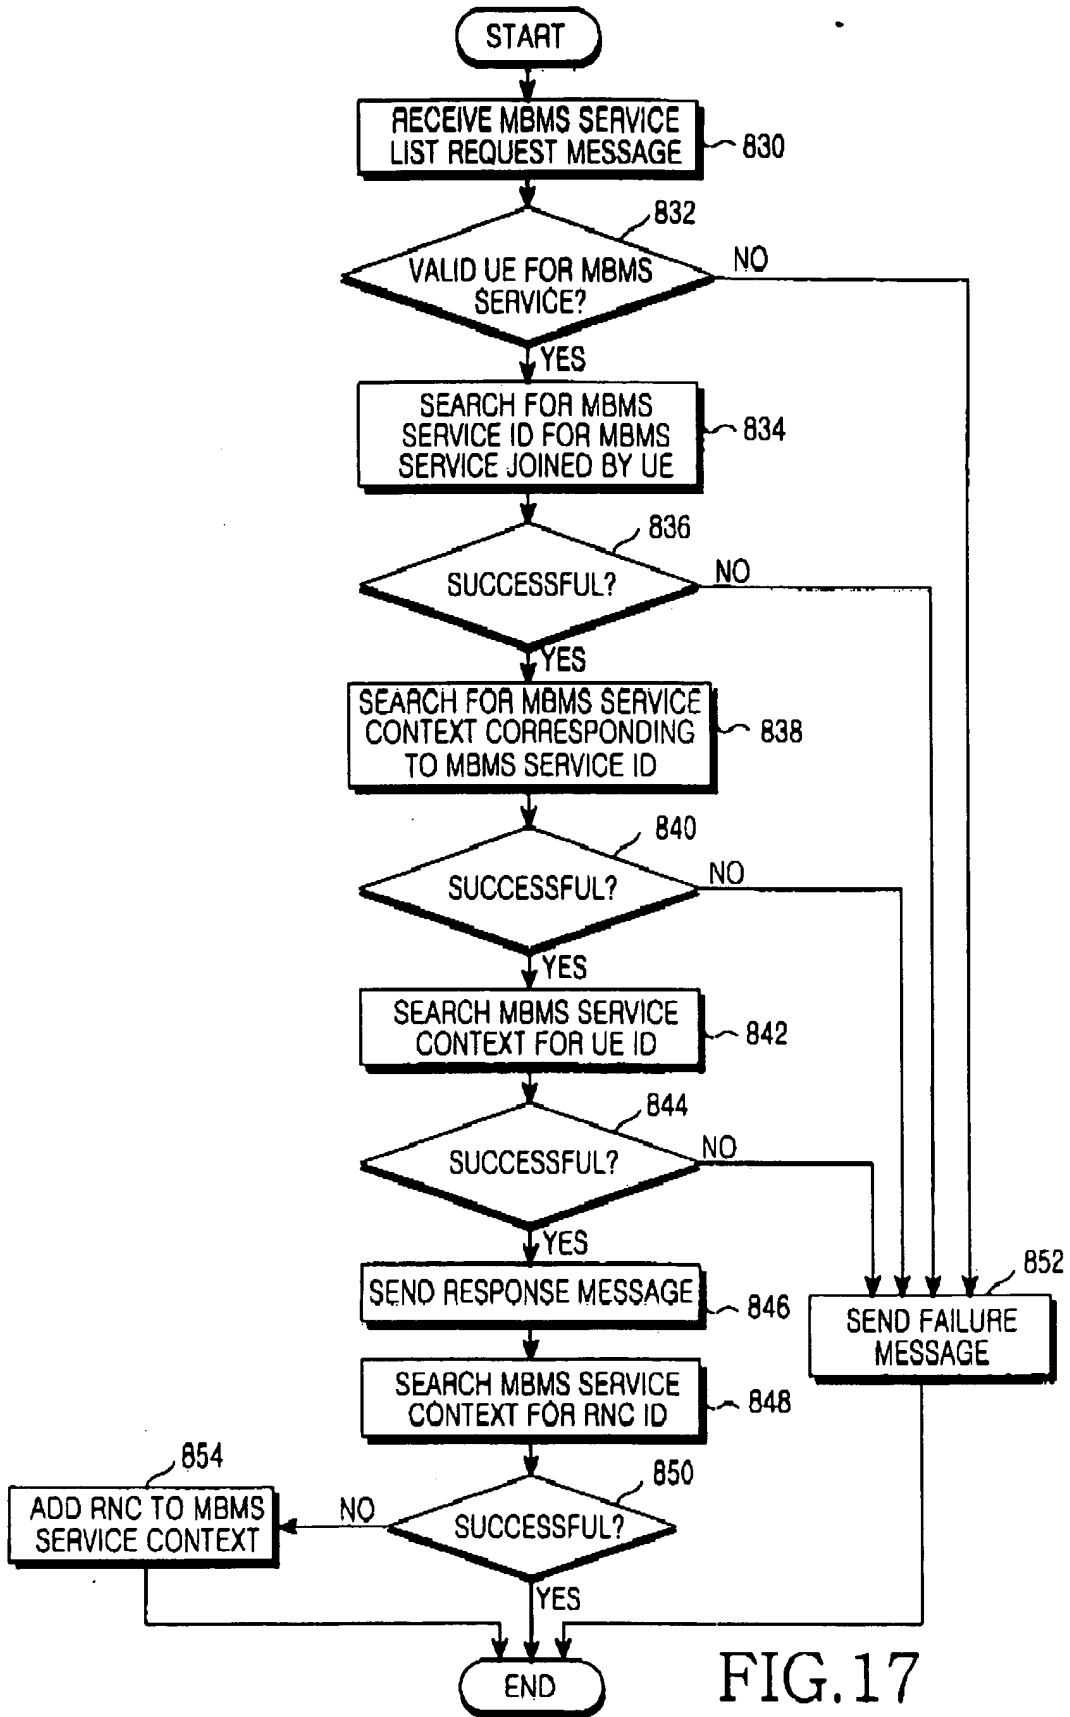 START
RECEIVE MBMS SERVICE
LIST REQUEST MESSAGE
830
832
VALID UE FOR MBMS
SERVICE?
NO
YES
SEARCH FOR MBMS
SERVICE ID FOR MBMS
SERVICE JOINED BY UE
834
836
SUCCESSFUL?
NO
YES
SEARCH FOR MBMS SERVICE
CONTEXT CORRESPONDING
TO MBMS SERVICE ID
838
840
SUCCESSFUL?
NO
YES
SEARCH MBMS SERVICE
CONTEXT FOR UE ID
842
844
SUCCESSFUL?
NO
YES
SEND RESPONSE MESSAGE
846
852
SEND FAILURE
MESSAGE
SEARCH MBMS SERVICE
CONTEXT FOR RNC ID
848
850
SUCCESSFUL?
NO
854
ADD RNC TO MBMS
SERVICE CONTEXT
YES
END
FIG.17